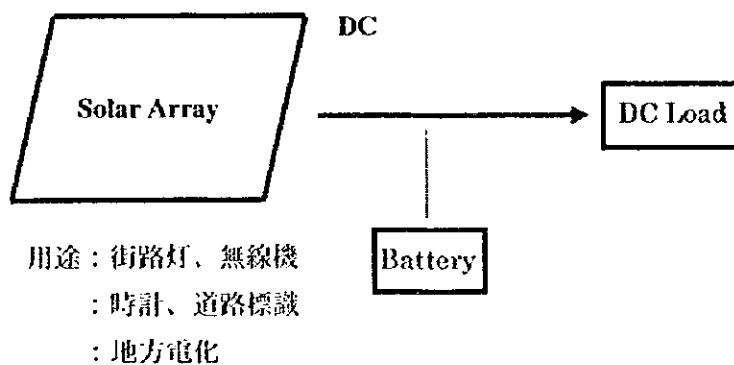 DC
Solar Array
DC Load
Battery
用途：街路灯、無線機
：時計、道路標識
：地方電化